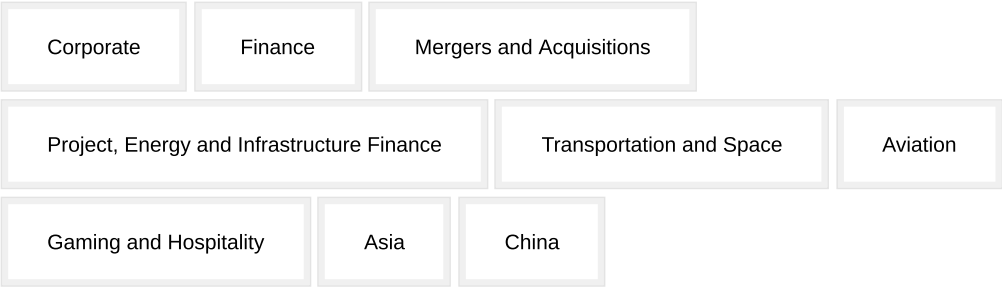 Corporate Finance Mergers and Acquisitions
Project, Energy and Infrastructure Finance Transportation and Space Aviation
Gaming and Hospitality Asia China